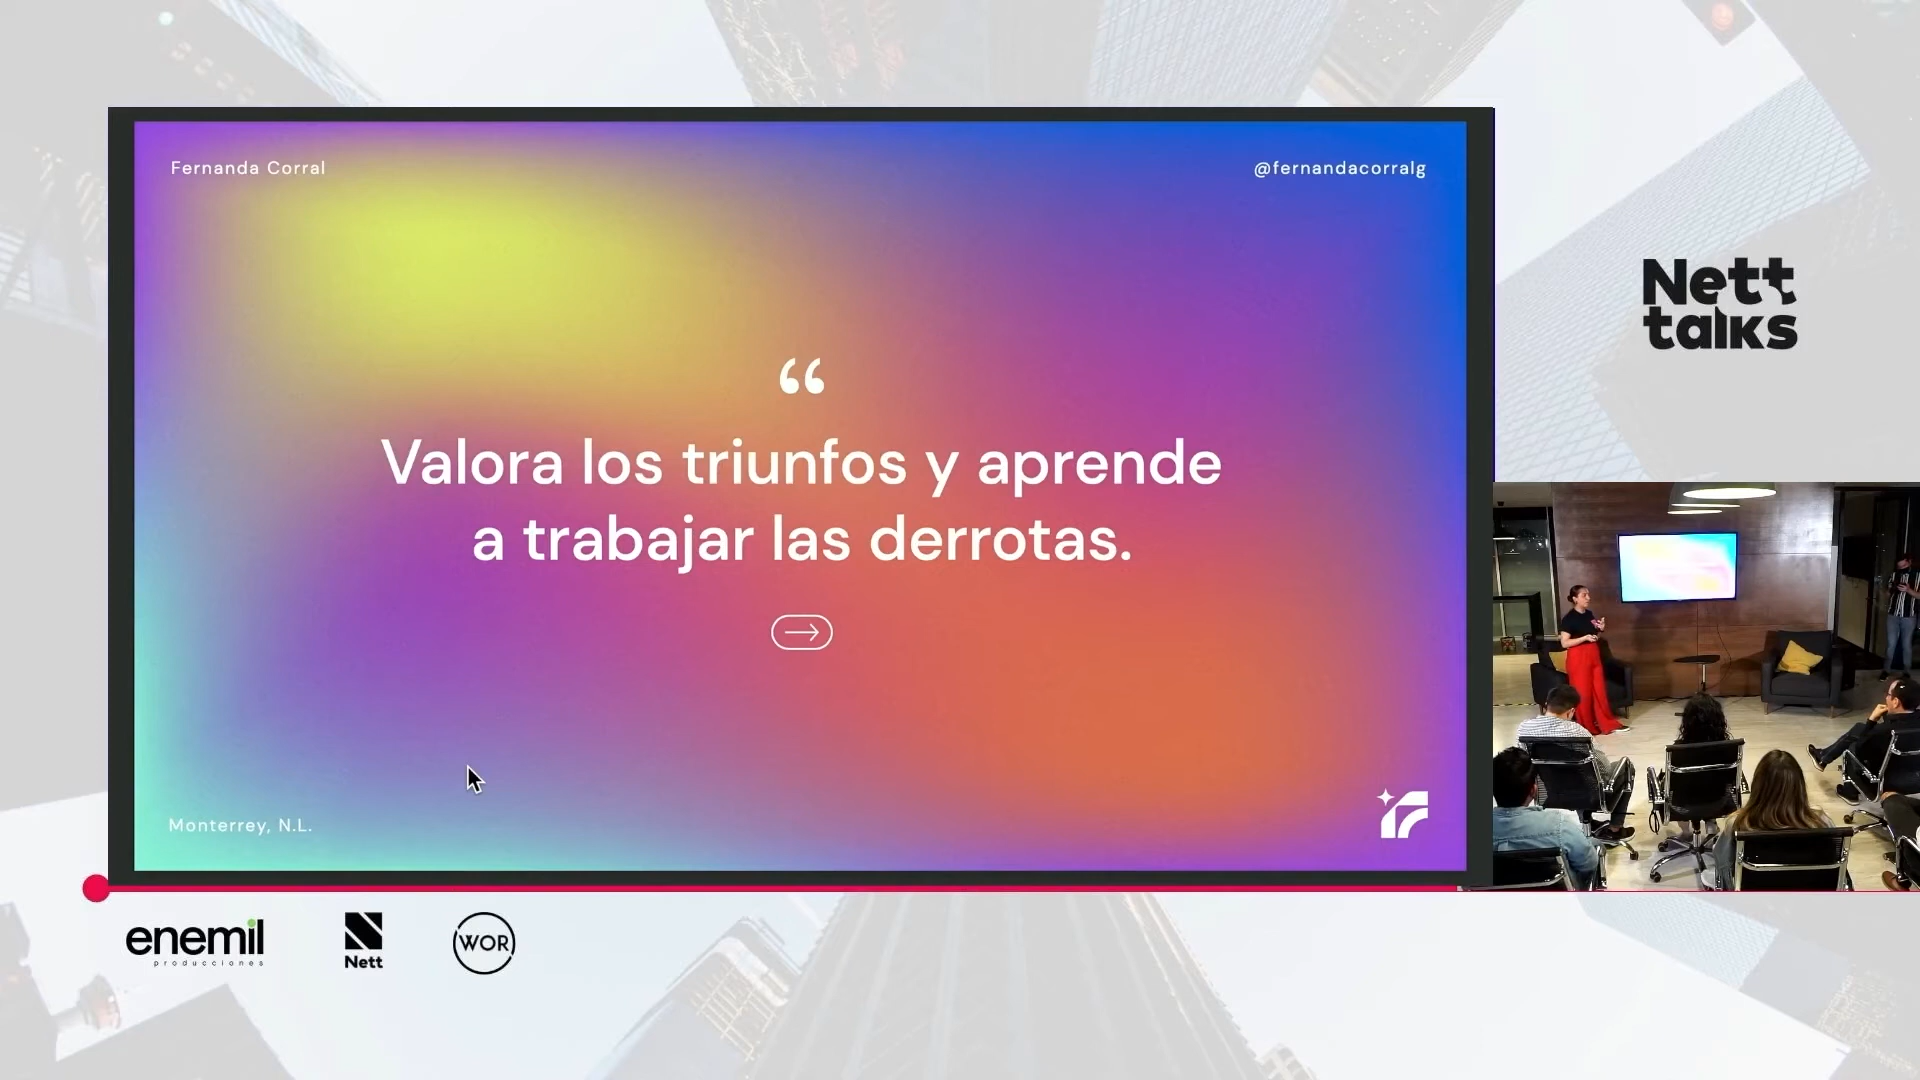 Fernanda Corral
@fernandacorralg
“
Valora los triunfos y aprende
a trabajar las derrotas.
Monterrey, N.L.
Nett
talks
enemil
producciones
Nett
WOR